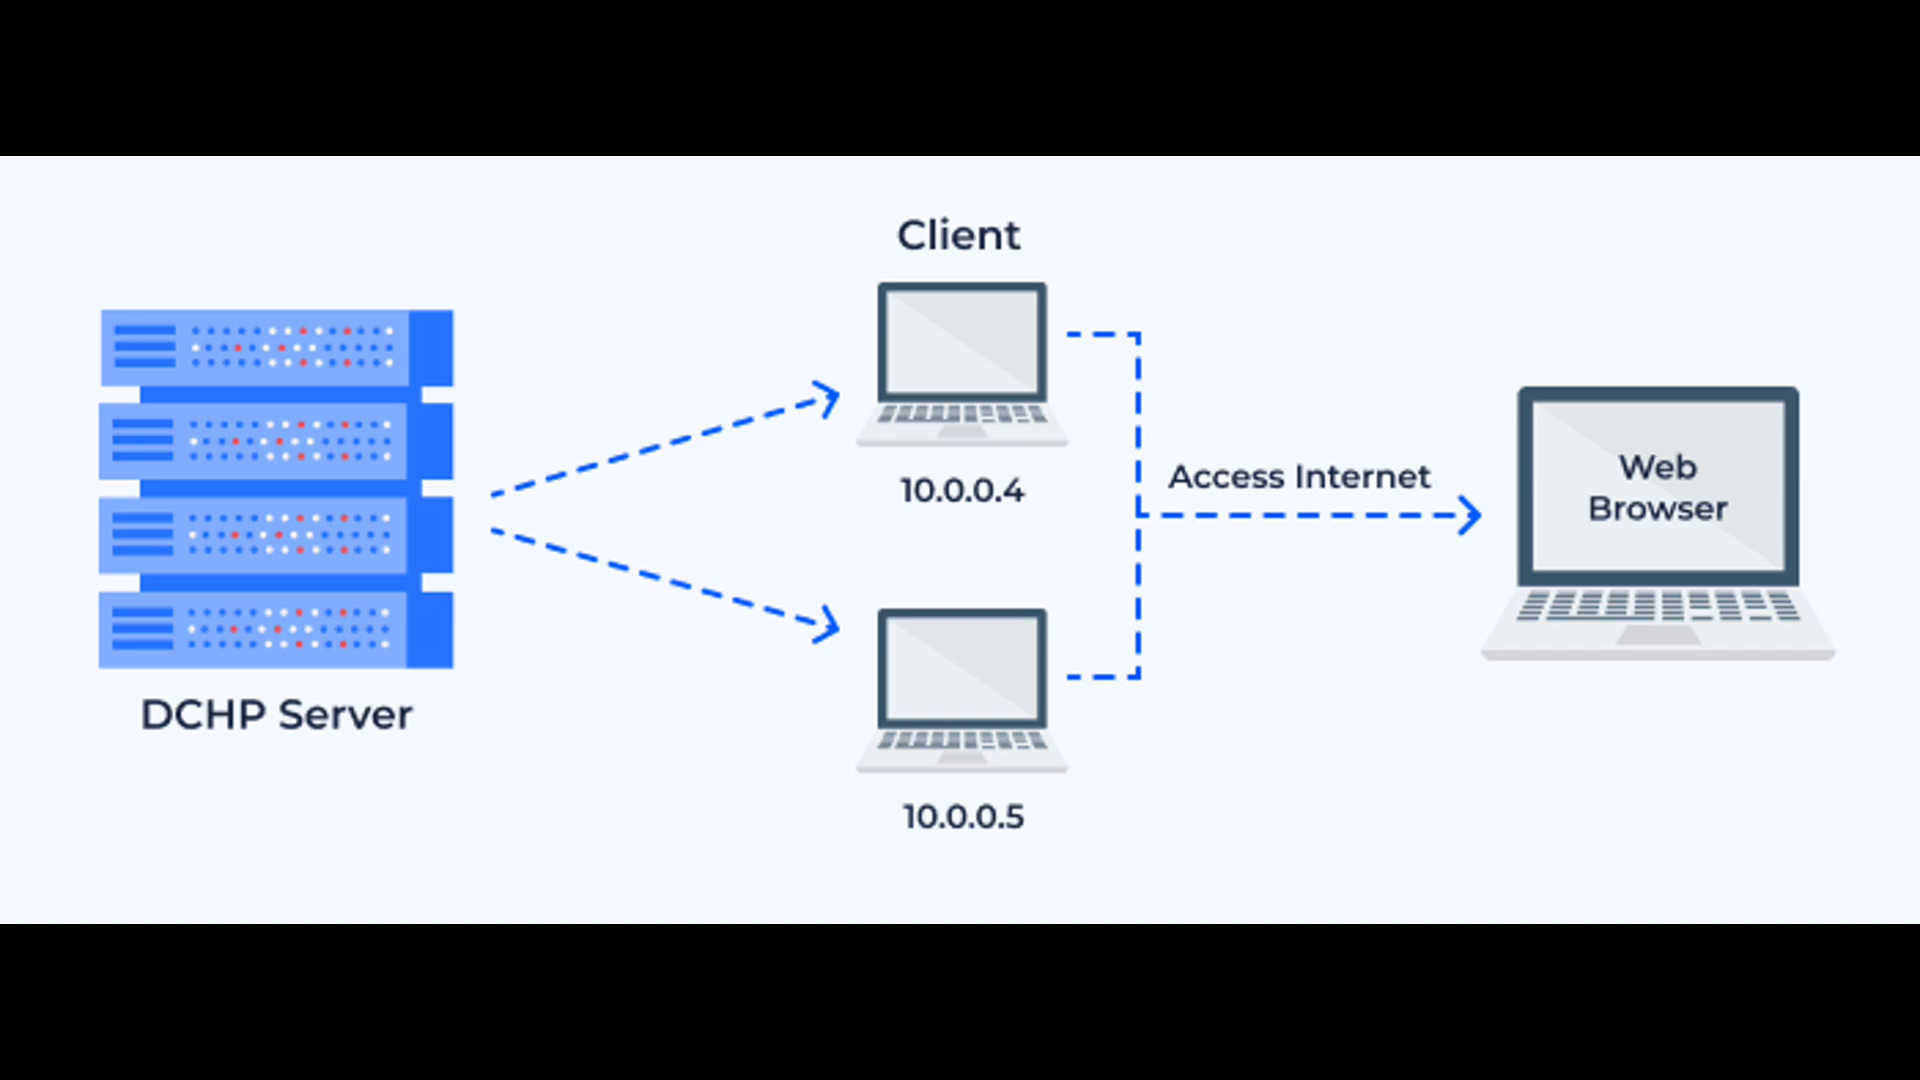 Client
DCHP Server
10.0.0.4
10.0.0.5
Access Internet
Web
Browser